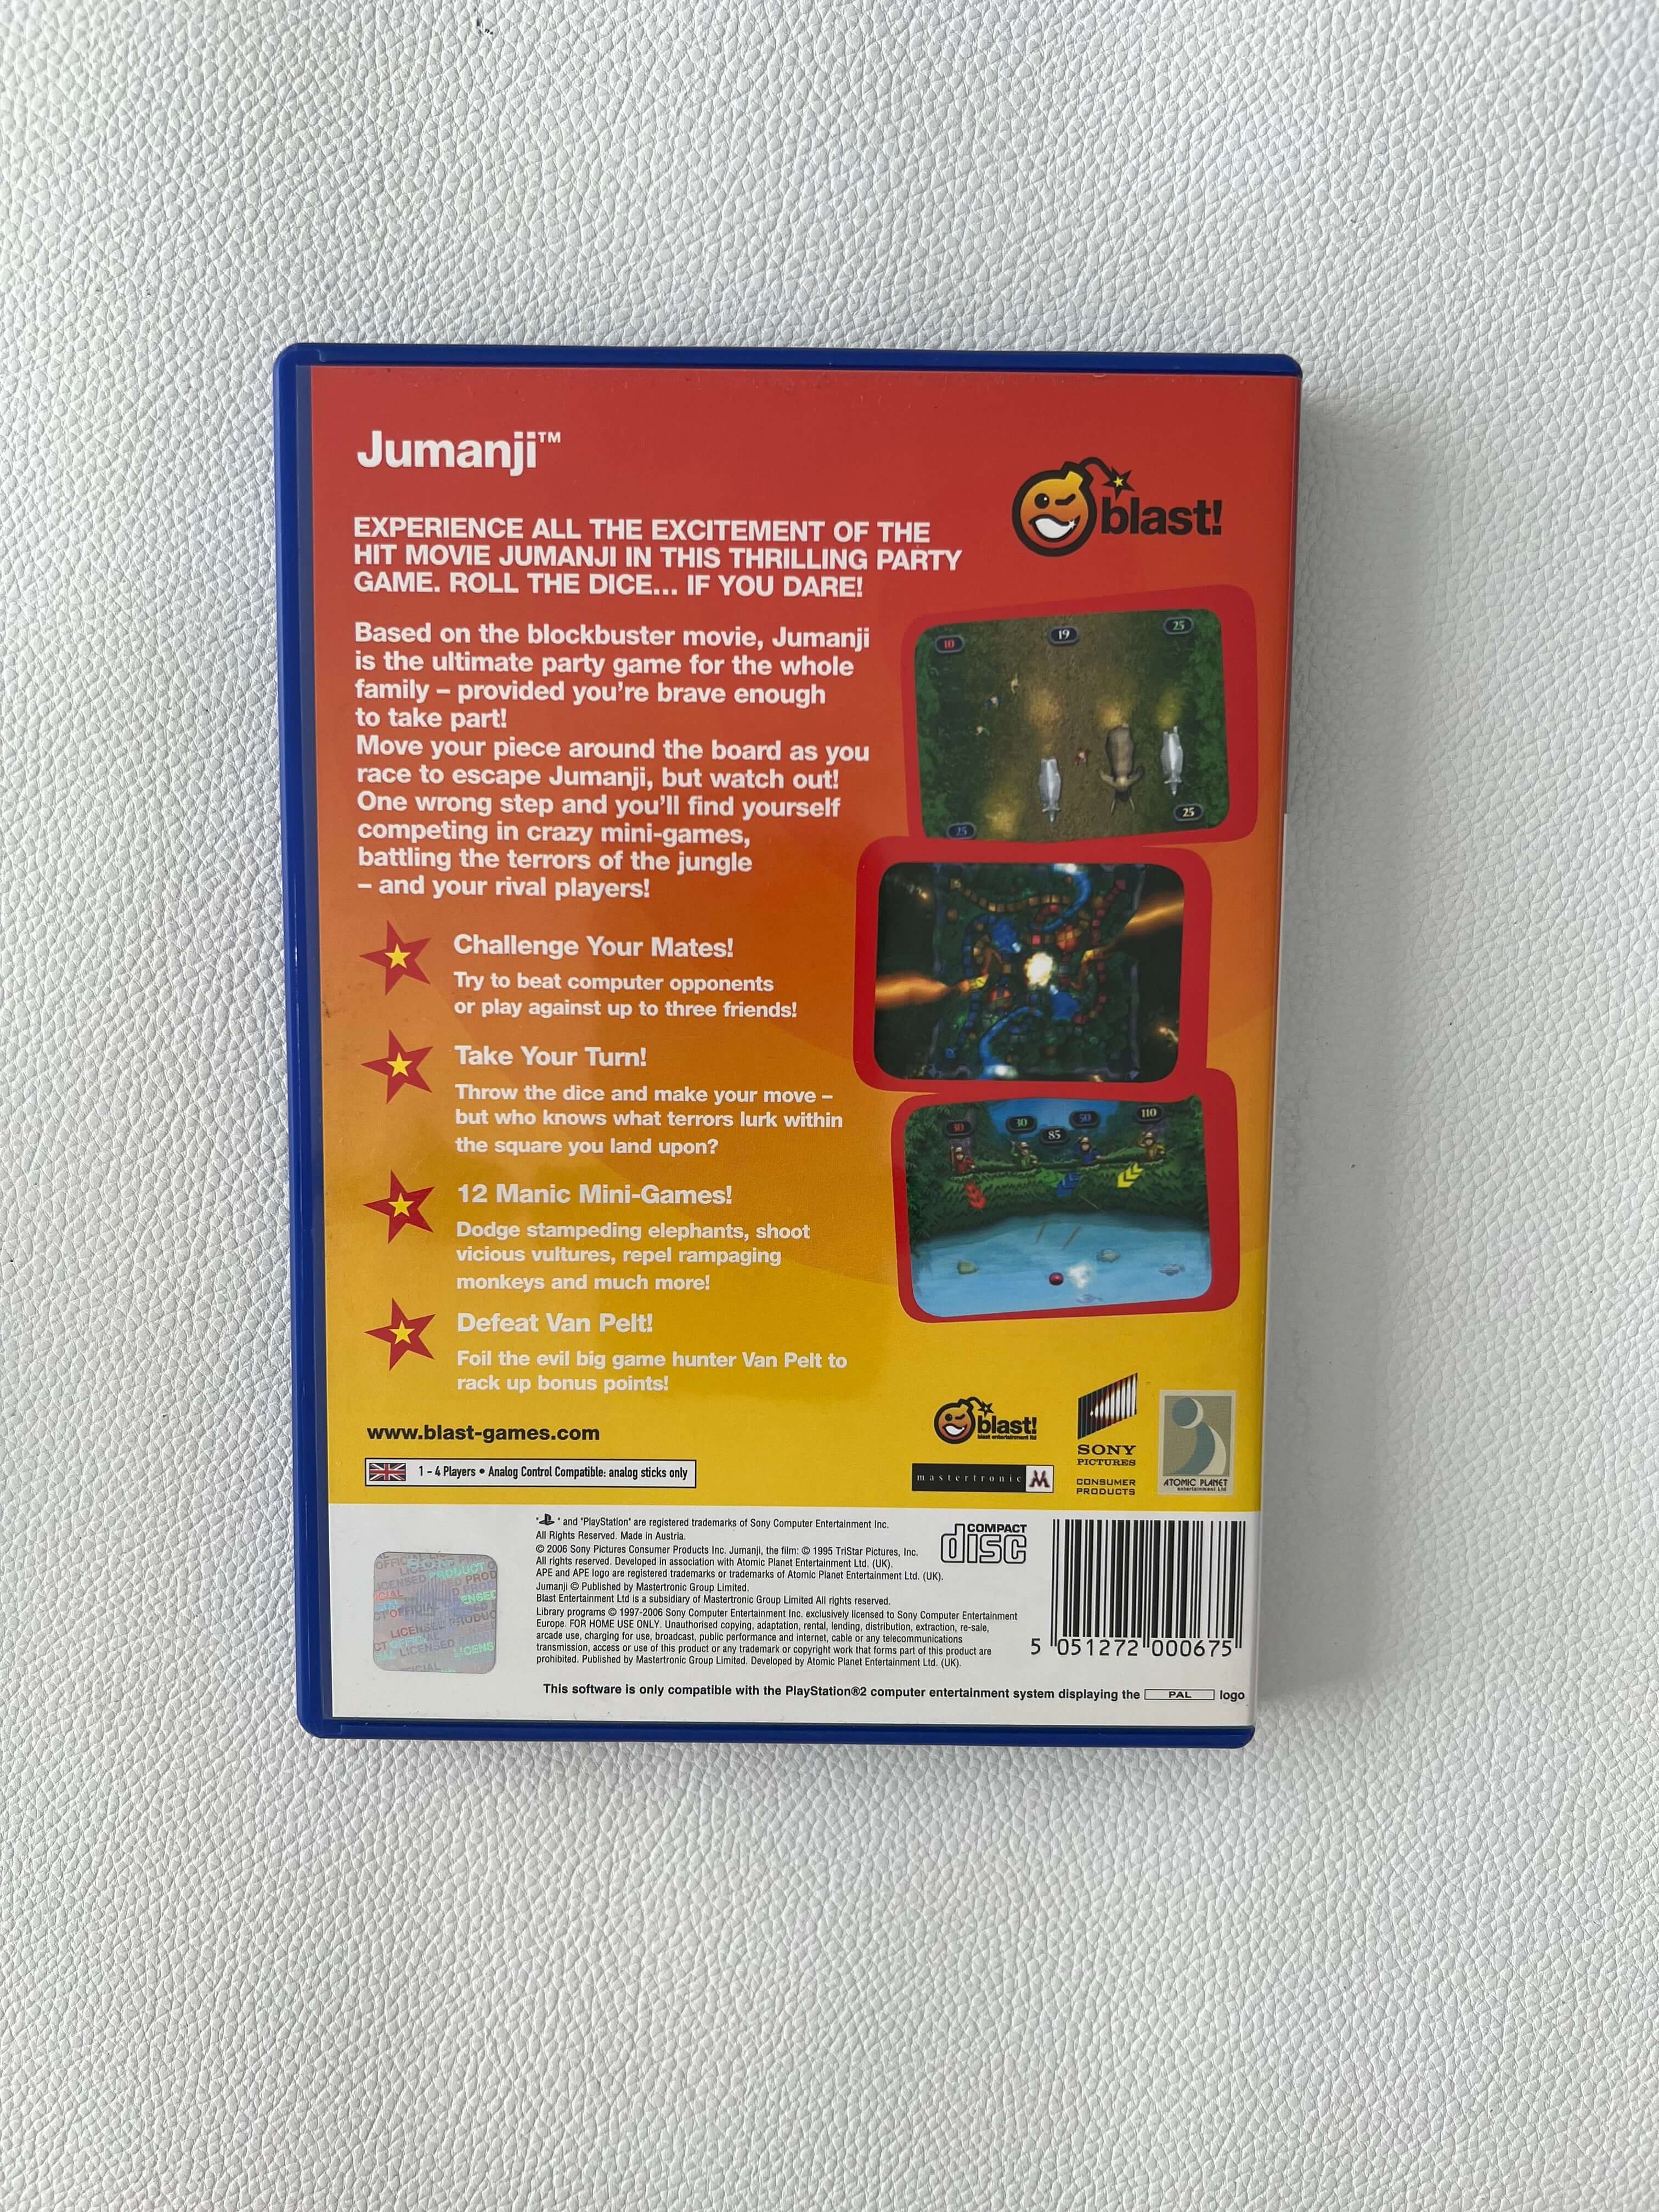 Jumanji™
blast!
EXPERIENCE ALL THE EXCITEMENT OF THE
HIT MOVIE JUMANJI IN THIS THRILLING PARTY
GAME. ROLL THE DICE... IF YOU DARE!
Based on the blockbuster movie, Jumanji
is the ultimate party game for the whole
family – provided you're brave enough
to take part!
Move your piece around the board as you
race to escape Jumanji, but watch out!
One wrong step and you'll find yourself
competing in crazy mini-games,
battling the terrors of the jungle
– and your rival players!
10
19
25
25
25
Challenge Your Mates!
Try to beat computer opponents
or play against up to three friends!
Take Your Turn!
Throw the dice and make your move –
but who knows what terrors lurk within
the square you land upon?
30
30
85
50
110
12 Manic Mini-Games!
Dodge stampeding elephants, shoot
vicious vultures, repel rampaging
monkeys and much more!
Defeat Van Pelt!
Foil the evil big game hunter Van Pelt to
rack up bonus points!
www.blast-games.com
1 - 4 Players • Analog Control Compatible: analog sticks only
blast!
blast entertainment ltd
mastertronic M
SONY
PICTURES
CONSUMER
PRODUCTS
ATOMIC PLANET
entertainment Ltd
" " and "PlayStation" are registered trademarks of Sony Computer Entertainment Inc.
All Rights Reserved. Made in Austria.
© 2006 Sony Pictures Consumer Products Inc. Jumanji, the film: © 1995 TriStar Pictures, Inc.
All rights reserved. Developed in association with Atomic Planet Entertainment Ltd. (UK).
APE and APE logo are registered trademarks or trademarks of Atomic Planet Entertainment Ltd. (UK).
Jumanji © Published by Mastertronic Group Limited.
Blast Entertainment Ltd is a subsidiary of Mastertronic Group Limited All rights reserved.
Library programs © 1997-2006 Sony Computer Entertainment Inc. exclusively licensed to Sony Computer Entertainment
Europe. FOR HOME USE ONLY. Unauthorised copying, adaptation, rental, lending, distribution, extraction, re-sale,
arcade use, charging for use, broadcast, public performance and internet, cable or any telecommunications
transmission, access or use of this product or any trademark or copyright work that forms part of this product are
prohibited. Published by Mastertronic Group Limited. Developed by Atomic Planet Entertainment Ltd. (UK).
COMPACT
disc
5 051272 000675
This software is only compatible with the PlayStation®2 computer entertainment system displaying the PAL logo